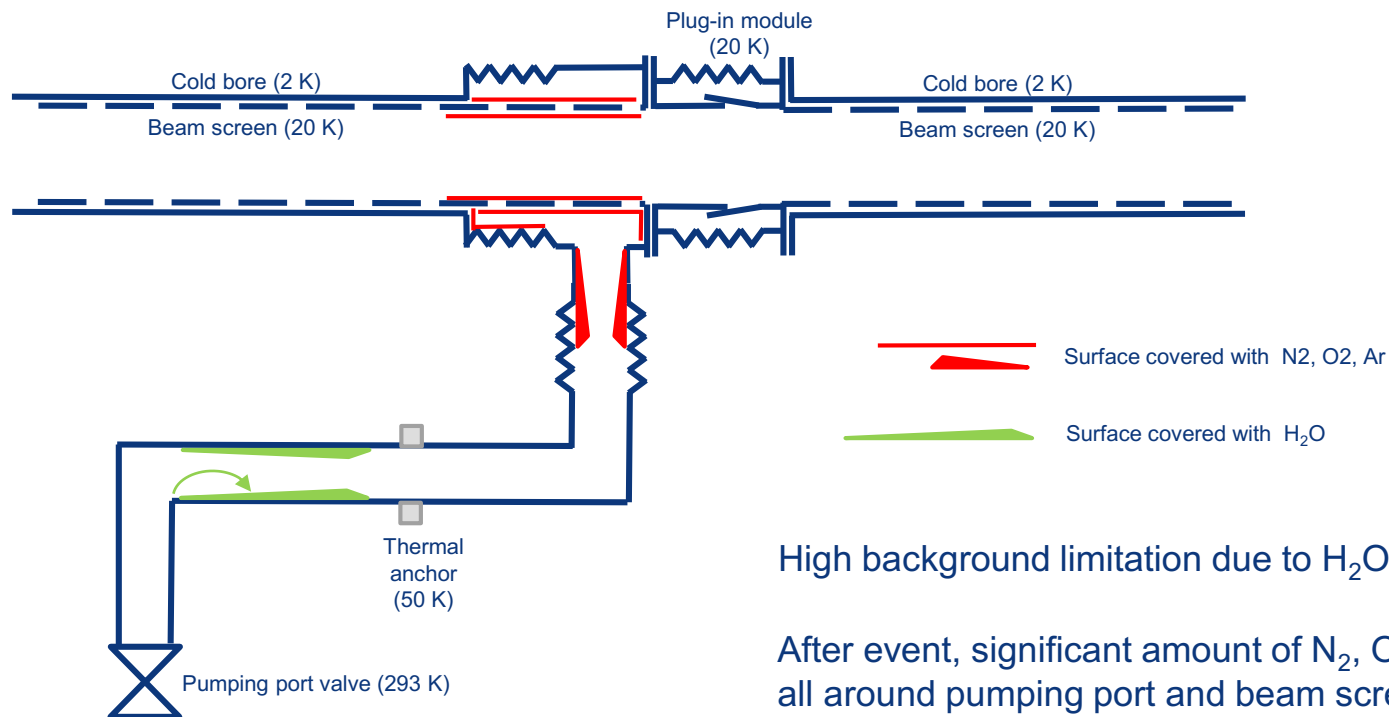 Plug-in module
(20 K)
Cold bore (2 K)
Cold bore (2 K)
Beam screen (20 K)
Beam screen (20 K)
Surface covered with N2, O2, Ar
Surface covered with H₂O
Thermal
anchor
(50 K)
High background limitation due to H₂O
After event, significant amount of N₂,
all around pumping port and beam
Pumping port valve (293 K)